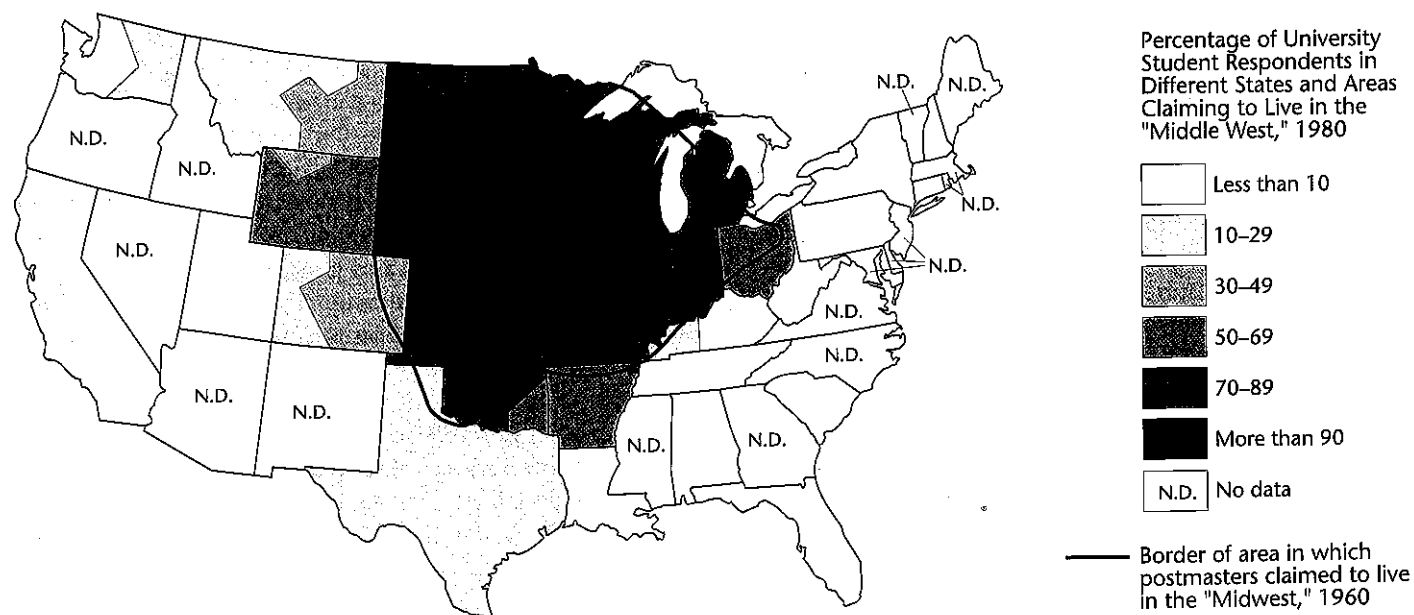 N.D.
N.D.
N.D.
N.D.
N.D.
N.D.
N.D.
N.D.
N.D.
N.D.
N.D.
N.D.
N.D.
Percentage of University
Student Respondents in
Different States and Areas
Claiming to Live in the
"Middle West," 1980
Less than 10
10–29
30–49
50–69
70–89
More than 90
N.D. No data
Border of area in which
postmasters claimed to live
in the "Midwest," 1960